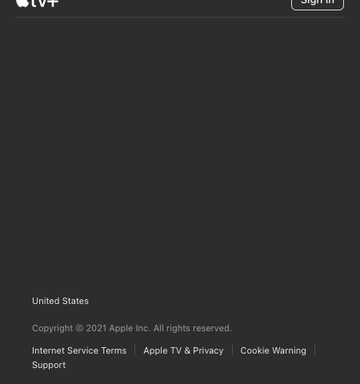 tv+
Sign In
United States
Copyright © 2021 Apple Inc. All rights reserved.
Internet Service Terms | Apple TV & Privacy | Cookie Warning |
Support